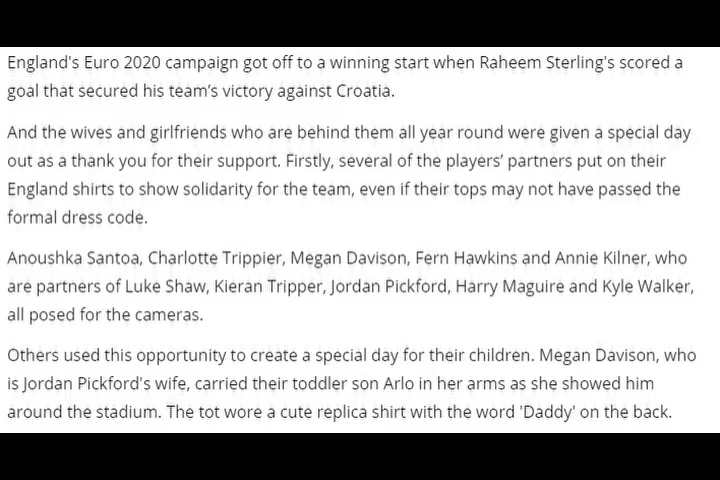 England's Euro 2020 campaign got off to a winning start when Raheem Sterling's scored a
goal that secured his team’s victory against Croatia.
And the wives and girlfriends who are behind them all year round were given a special day
out as a thank you for their support. Firstly, several of the players’ partners put on their
England shirts to show solidarity for the team, even if their tops may not have passed the
formal dress code.
Anoushka Santoa, Charlotte Trippier, Megan Davison, Fern Hawkins and Annie Kilner, who
are partners of Luke Shaw, Kieran Tripper, Jordan Pickford, Harry Maguire and Kyle Walker,
all posed for the cameras.
Others used this opportunity to create a special day for their children. Megan Davison, who
is Jordan Pickford's wife, carried their toddler son Arlo in her arms as she showed him
around the stadium. The tot wore a cute replica shirt with the word 'Daddy' on the back.